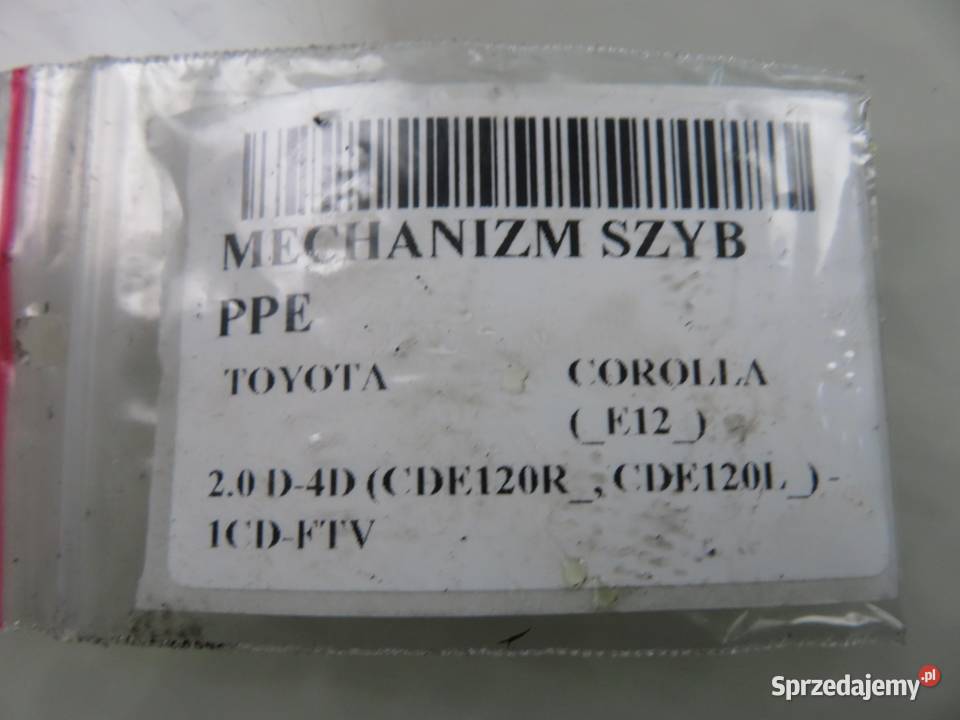 MECHANIZM SZYB
PPE
TOYOTA COROLLA
(_E12_)
2.0 D-4D (CDE120R_, CDE120L_) -
1CD-FTV
Sprzedajemy.pl